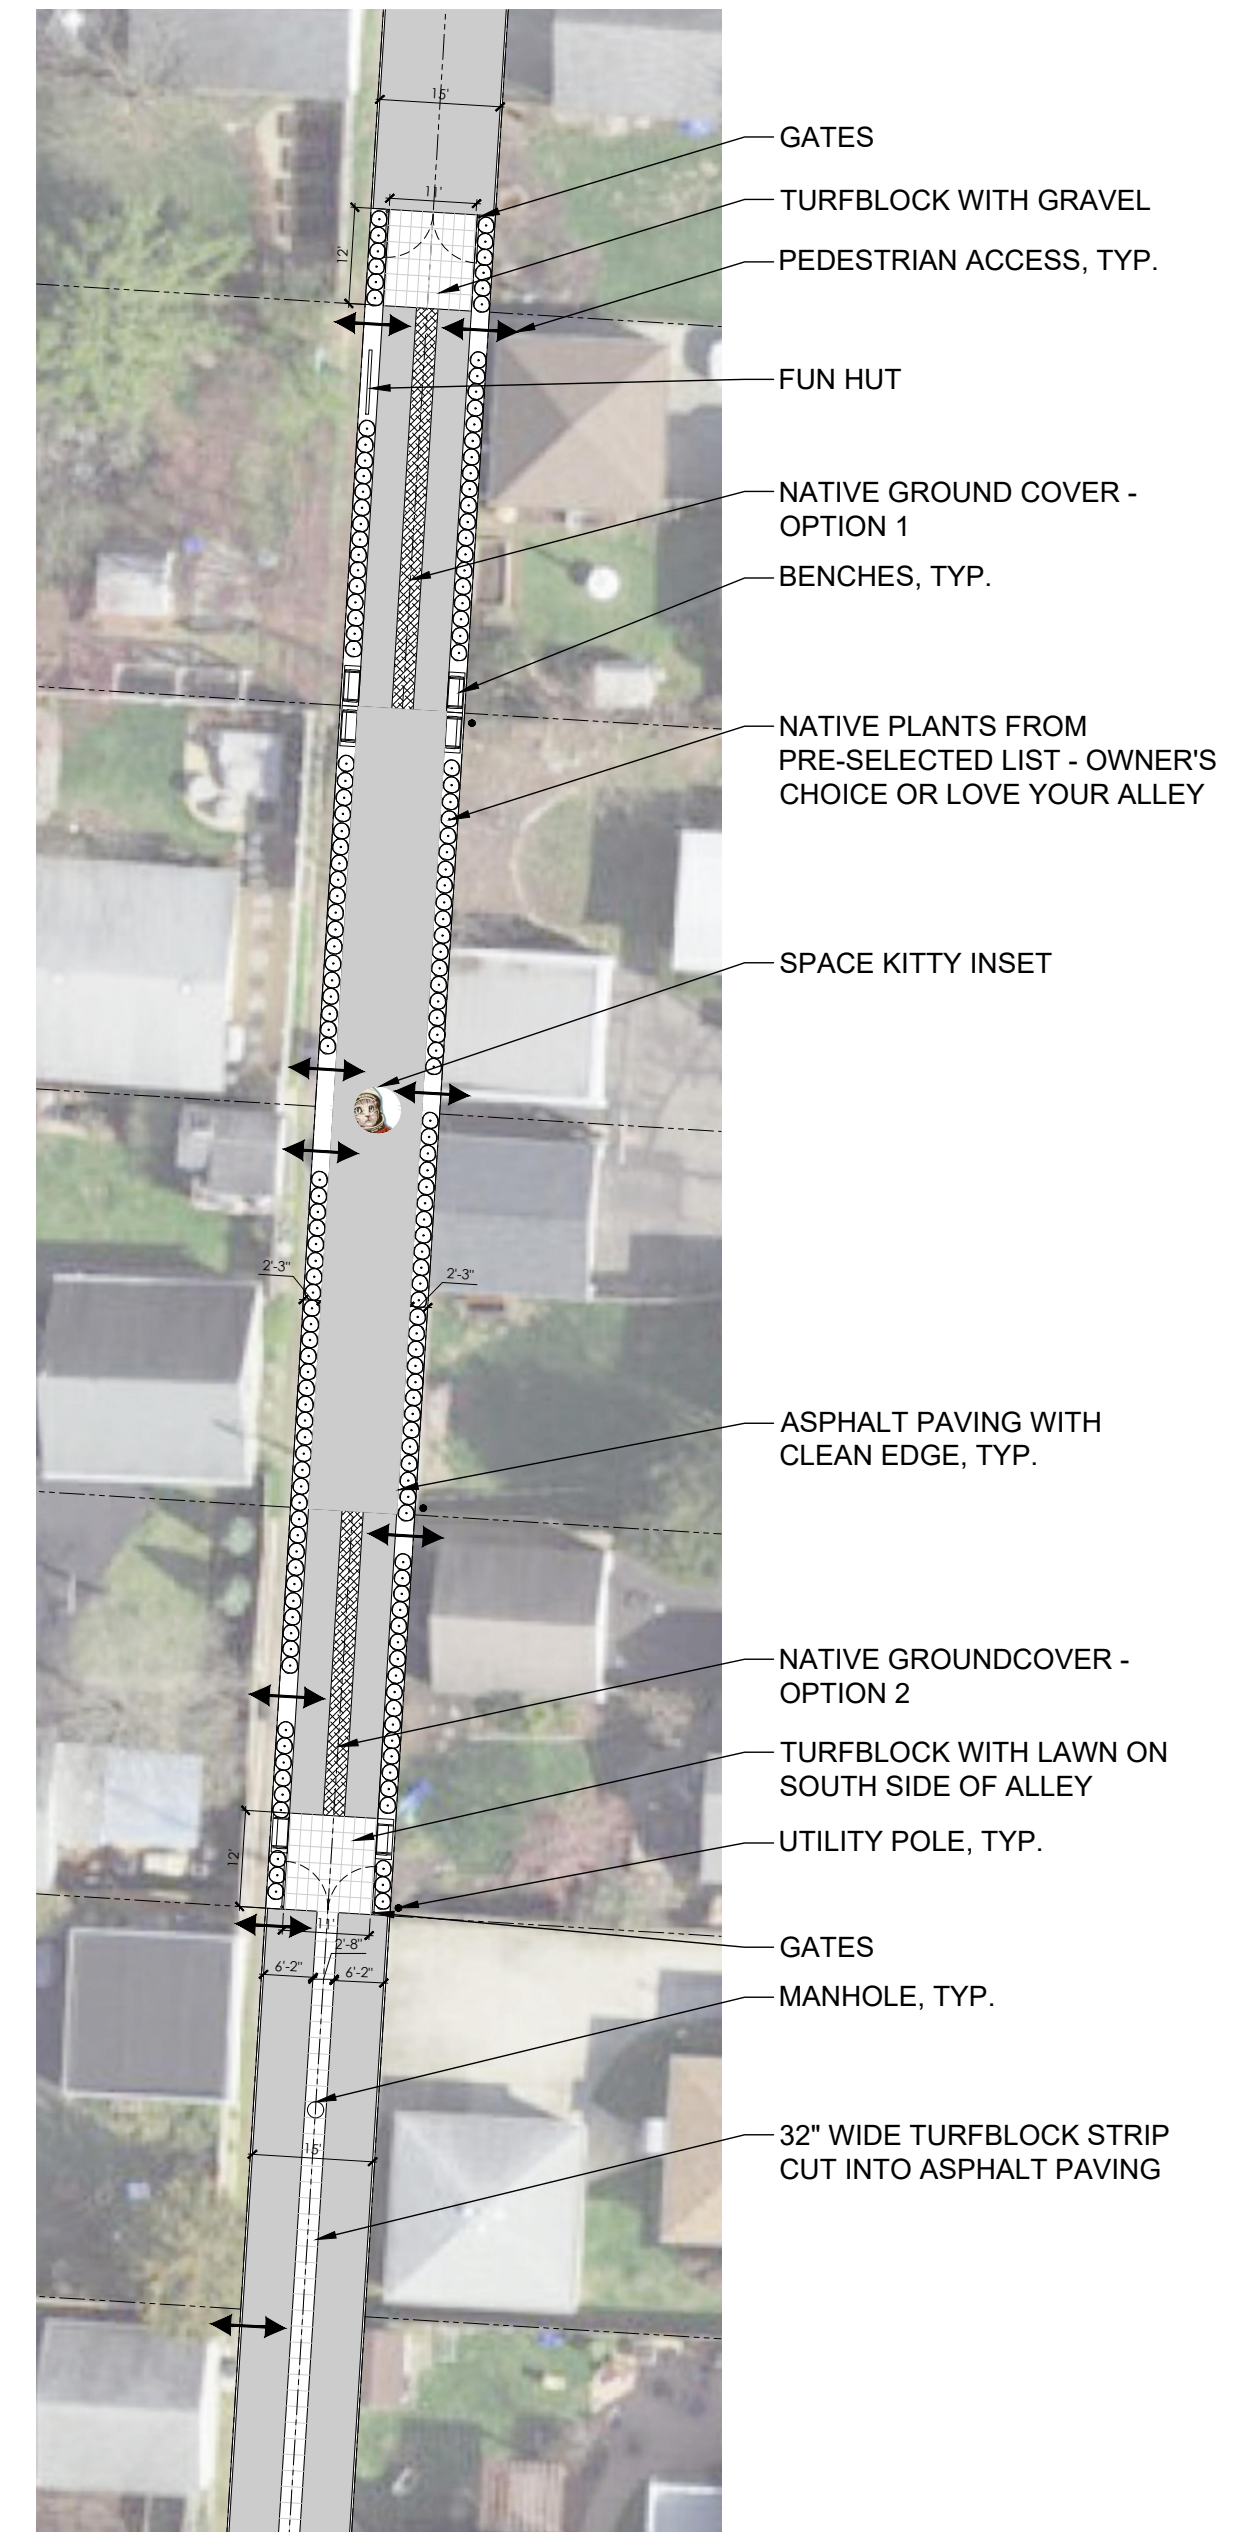 15'
GATES
11'
TURFBLOCK WITH GRAVEL
12'
PEDESTRIAN ACCESS, TYP.
FUN HUT
NATIVE GROUND COVER -
OPTION 1
BENCHES, TYP.
NATIVE PLANTS FROM
PRE-SELECTED LIST - OWNER'S
CHOICE OR LOVE YOUR ALLEY
SPACE KITTY INSET
2'-3"
2'-3"
ASPHALT PAVING WITH
CLEAN EDGE, TYP.
NATIVE GROUNDCOVER -
OPTION 2
TURFBLOCK WITH LAWN ON
SOUTH SIDE OF ALLEY
UTILITY POLE, TYP.
12'
11'
GATES
2'-8"
6'-2"
6'-2"
MANHOLE, TYP.
32" WIDE TURFBLOCK STRIP
CUT INTO ASPHALT PAVING
15'